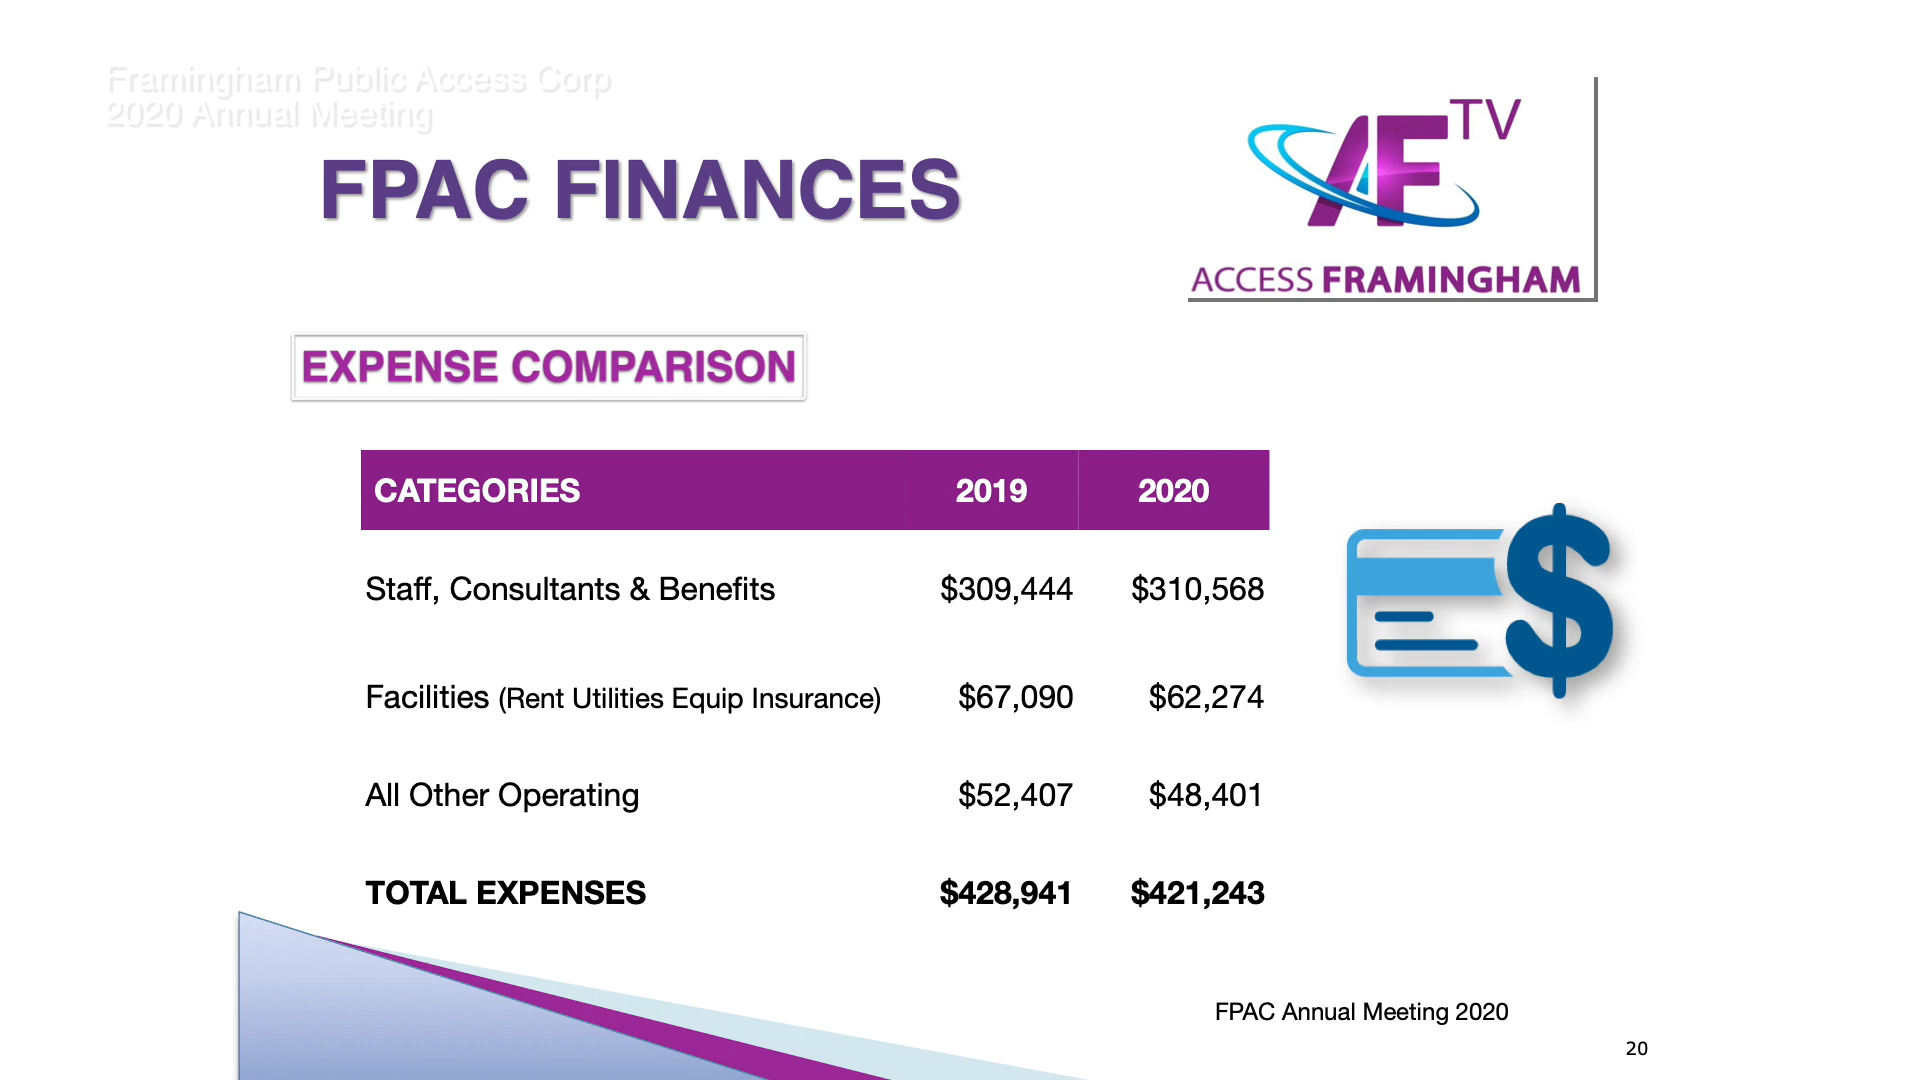 Framingham Public Access Corp
2020 Annual Meeting
FPAC FINANCES
AF TV
ACCESS FRAMINGHAM
EXPENSE COMPARISON
CATEGORIES 2019 2020
Staff, Consultants & Benefits $309,444 $310,568
Facilities (Rent Utilities Equip Insurance) $67,090 $62,274
All Other Operating $52,407 $48,401
TOTAL EXPENSES $428,941 $421,243
$
FPAC Annual Meeting 2020
20